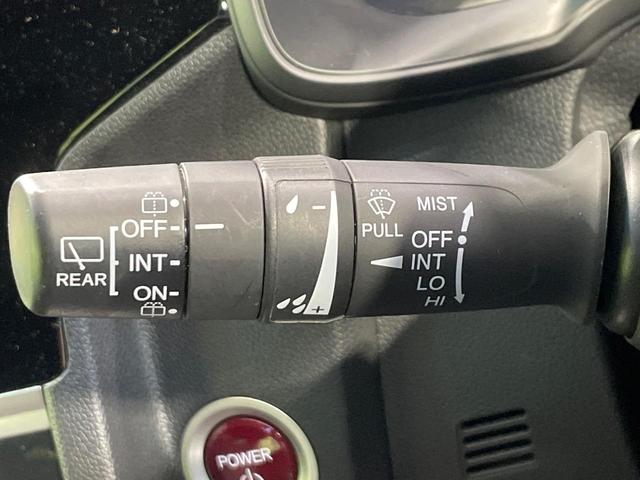 REAR
OFF
INT
ON
− 
+
PULL
MIST
OFF
INT
LO
HI
POWER